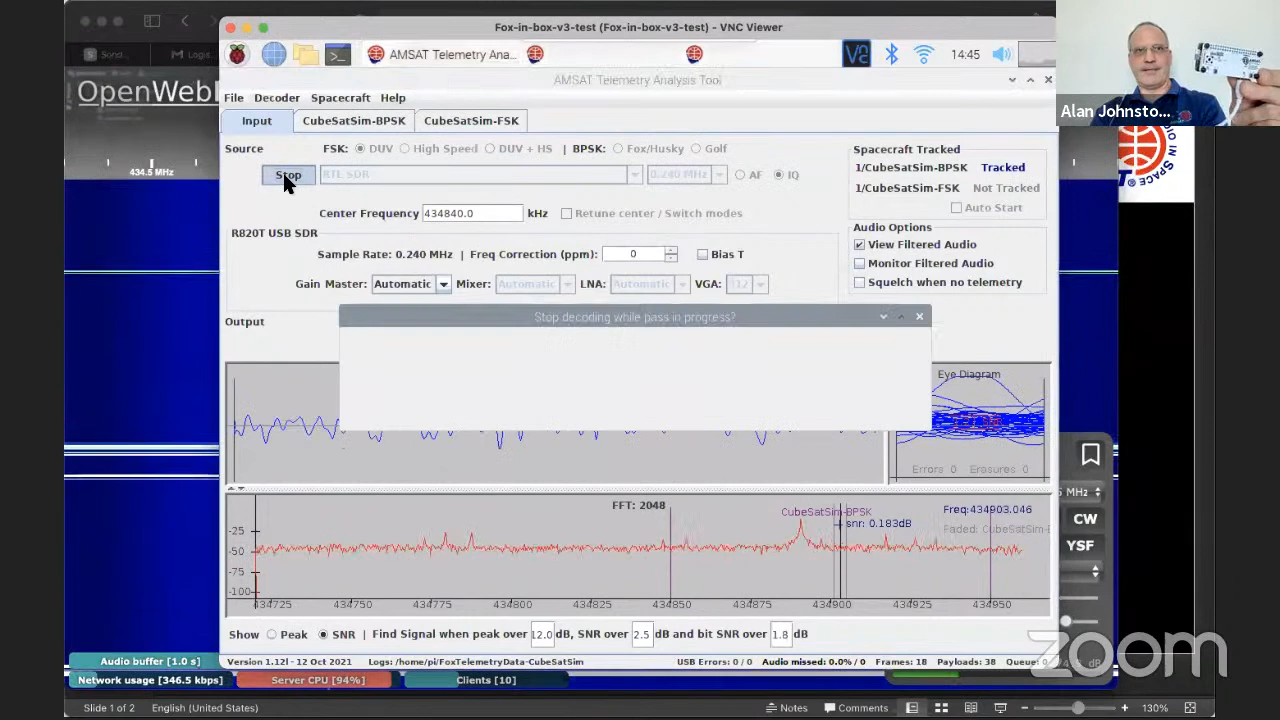 Fox-in-box-v3-test (Fox-in-box-v3-test) - VNC Viewer
AMSAT Telemetry Ana...
14:45
AMSAT Telemetry Analysis Tool
File Decoder Spacecraft Help
Input CubeSatSim-BPSK CubeSatSim-FSK
Source FSK: DUV High Speed DUV + HS | BPSK: Fox/Husky Golf
Stop RTL SDR 0.240 MHz AF IQ
Center Frequency 434840.0 kHz Retune center / Switch modes
R820T USB SDR
Sample Rate: 0.240 MHz | Freq Correction (ppm): 0 Bias T
Gain Master: Automatic Mixer: Automatic LNA: Automatic VGA: 112
Spacecraft Tracked
1/CubeSatSim-BPSK Tracked
1/CubeSatSim-FSK Not Tracked
Auto Start
Audio Options
View Filtered Audio
Monitor Filtered Audio
Squelch when no telemetry
Output
Stop decoding while pass in progress?
Eye Diagram
Errors 0 Erasures 0
FFT: 2048
CubeSatSim-BPSK
snr: 0.183dB
Freq:434903.046
Faded: CubeSatSim-B
-25
-50
-75
-100
434725 434750 434775 434800 434825 434850 434875 434900 434925 434950
Show Peak SNR Find Signal when peak over 12.0 dB, SNR over 2.5 dB and bit SNR over 1.8 dB
Version 1.12l - 12 Oct 2021 Logs: /home/pi/FoxTelemetryData-CubeSatSim USB Errors: 0 / 0 Audio missed: 0.0% / 0 Frames: 18 Payloads: 38 Queue:
Alan Johnsto...
OpenWeb
434.5 MHz
MHz
CW
YSF
Audio buffer [1.0 s]
Network usage [346.5 kbps] Server CPU [94%] Clients [10]
zoom
Slide 1 of 2 English (United States) Notes Comments 130%